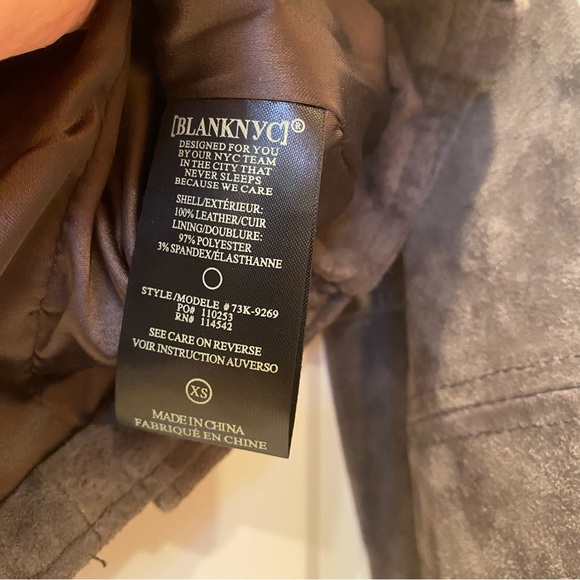 [BLANKNYC]®
DESIGNED FOR YOU
BY OUR NYC TEAM
IN THE CITY THAT
NEVER SLEEPS
BECAUSE WE CARE
SHELL/EXTÉRIEUR:
100% LEATHER/CUIR
LINING/DOUBLURE:
97% POLYESTER
3% SPANDEX/ÉLASTHANNE
STYLE/MODELE # 73K-9269
PO# 110253
RN# 114542
SEE CARE ON REVERSE
VOIR INSTRUCTION AUVERSO
XS
MADE IN CHINA
FABRIQUÉ EN CHINE